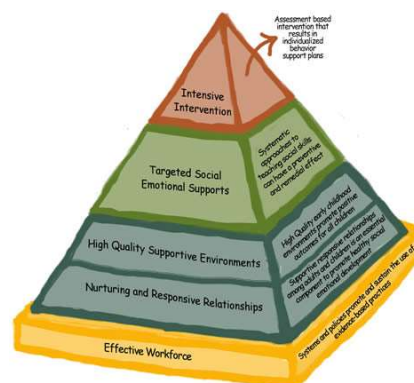 Assessment based
intervention that
results in
individualized
behavior
support plans
Intensive
Intervention
Targeted Social
Emotional Supports
Systematic
approaches to
teaching social skills
can have a preventive
and remedial effect
High Quality Supportive Environments
High Quality early childhood
environments promote positive
outcomes for all children
Nurturing and Responsive Relationships
Supportive responsive relationships
among adults and children is an essential
component to promote healthy social
emotional development
Effective Workforce
Systems and policies promote and sustain the use of
evidence-based practices